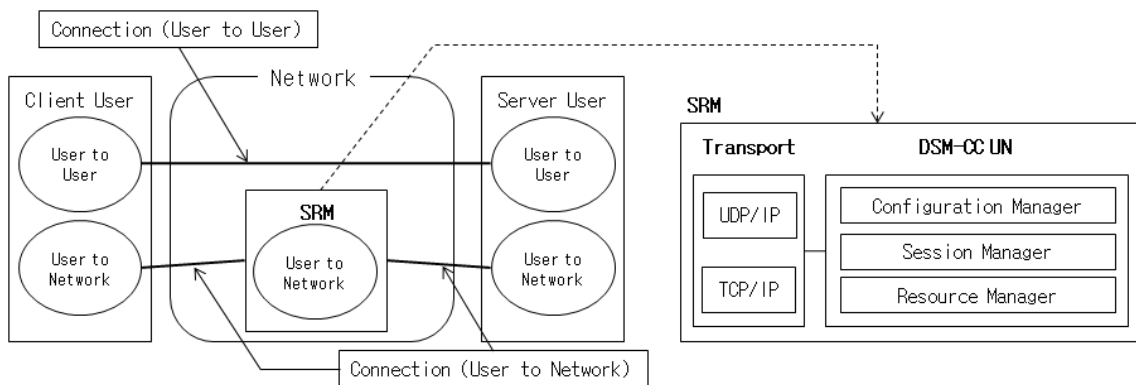 Connection (User to User)
Network
Client User
User to
User
User to
Network
SRM
User to
Network
Server User
User to
User
User to
Network
Connection (User to Network)
SRM
Transport
UDP/IP
TCP/IP
DSM-CC UN
Configuration Manager
Session Manager
Resource Manager